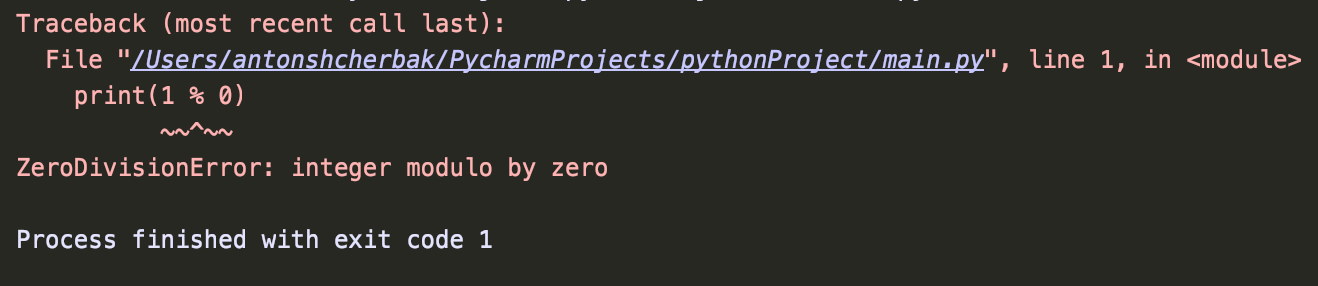 Traceback (most recent call last):
File "/Users/antonshcherbak/PycharmProjects/pythonProject/main.py", line 1, in <module>
print(1 % 0)
~~^~~
ZeroDivisionError: integer modulo by zero
Process finished with exit code 1